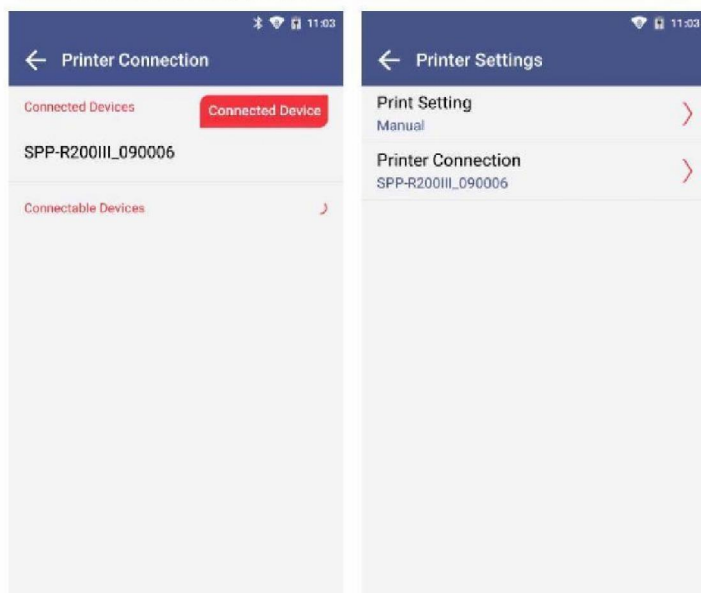 11:03
Printer Connection
Connected Devices
Connected Device
SPP-R200III_090006
Connectable Devices
11:03
Printer Settings
Print Setting
Manual
Printer Connection
SPP-R200III_090006